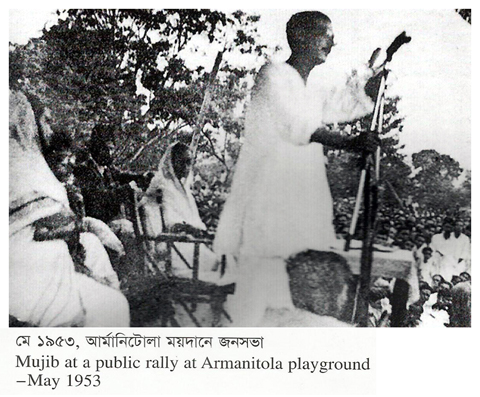 মে ১৯৫৩, আর্মানিটোলা ময়দানে জনসভা
Mujib at a public rally at Armanitola playground
–May 1953